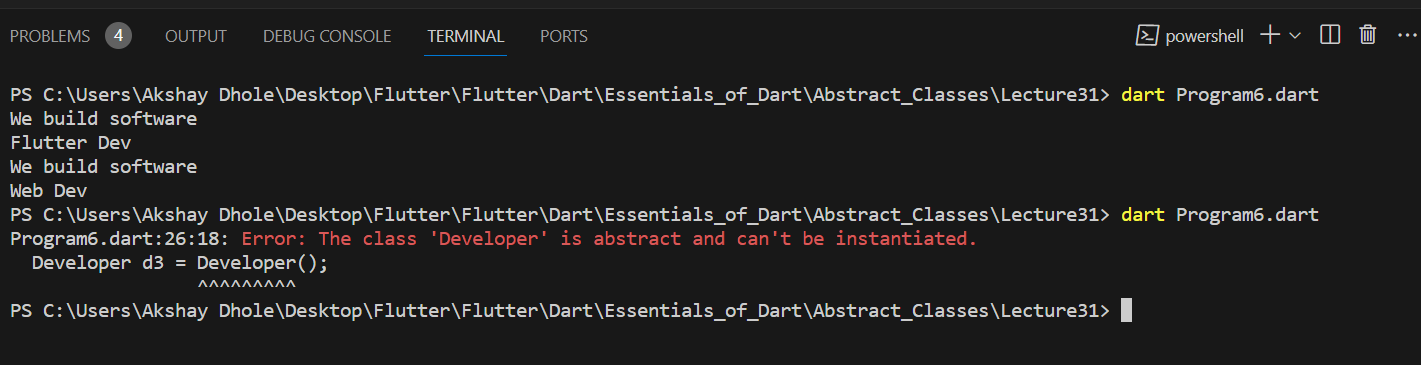 PROBLEMS 4 OUTPUT DEBUG CONSOLE TERMINAL PORTS powershell
PS C:\Users\Akshay Dhole\Desktop\Flutter\Flutter\Dart\Essentials_of_Dart\Abstract_Classes\Lecture31> dart Program6.dart
We build software
Flutter Dev
We build software
Web Dev
PS C:\Users\Akshay Dhole\Desktop\Flutter\Flutter\Dart\Essentials_of_Dart\Abstract_Classes\Lecture31> dart Program6.dart
Program6.dart:26:18: Error: The class 'Developer' is abstract and can't be instantiated.
  Developer d3 = Developer();
                 ^^^^^^^^^
PS C:\Users\Akshay Dhole\Desktop\Flutter\Flutter\Dart\Essentials_of_Dart\Abstract_Classes\Lecture31>